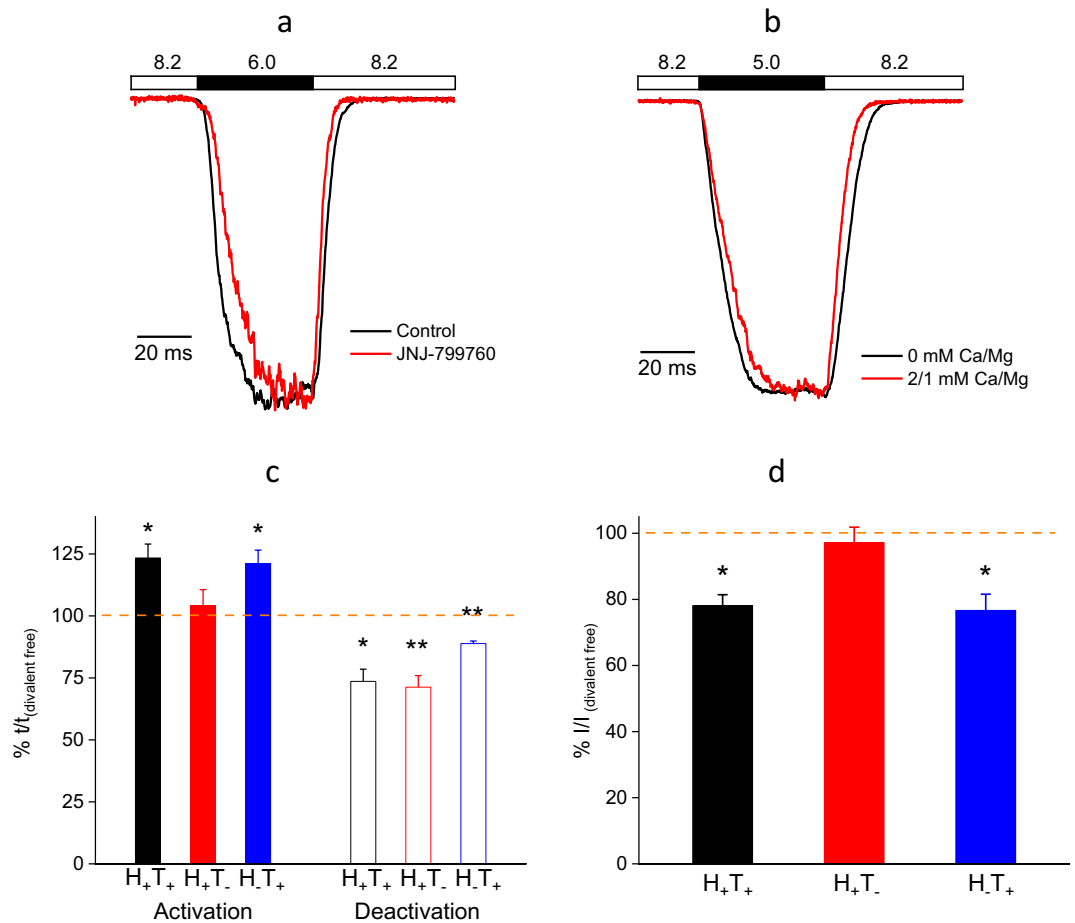 a
8.2 6.0 8.2
20 ms
Control
JNJ-799760
b
8.2 5.0 8.2
20 ms
0 mM Ca/Mg
2/1 mM Ca/Mg
c
% t/t(divalent free)
125
100
75
50
25
0
* * * ** **
H+T+ H+T- H-T+ H+T+ H+T- H-T+
Activation Deactivation
d
% I/I (divalent free)
100
80
60
40
20
0
* *
H+T+ H+T- H-T+